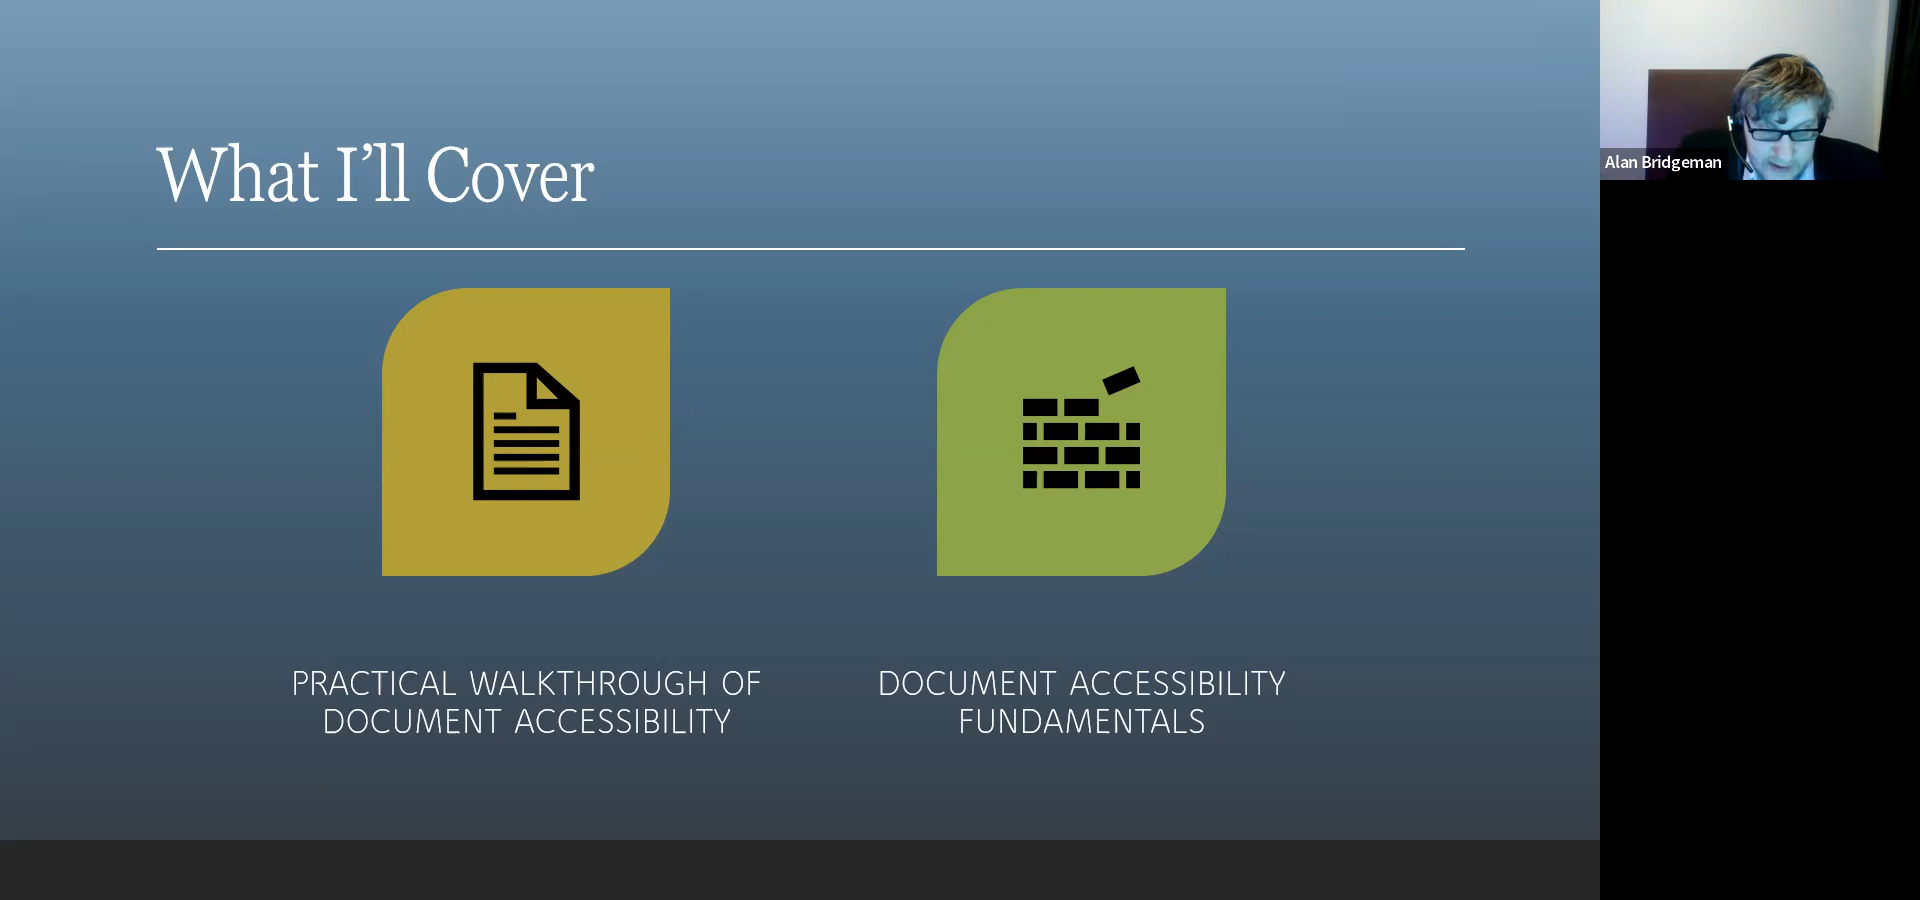 What I’ll Cover
PRACTICAL WALKTHROUGH OF
DOCUMENT ACCESSIBILITY
DOCUMENT ACCESSIBILITY
FUNDAMENTALS
Alan Bridgeman